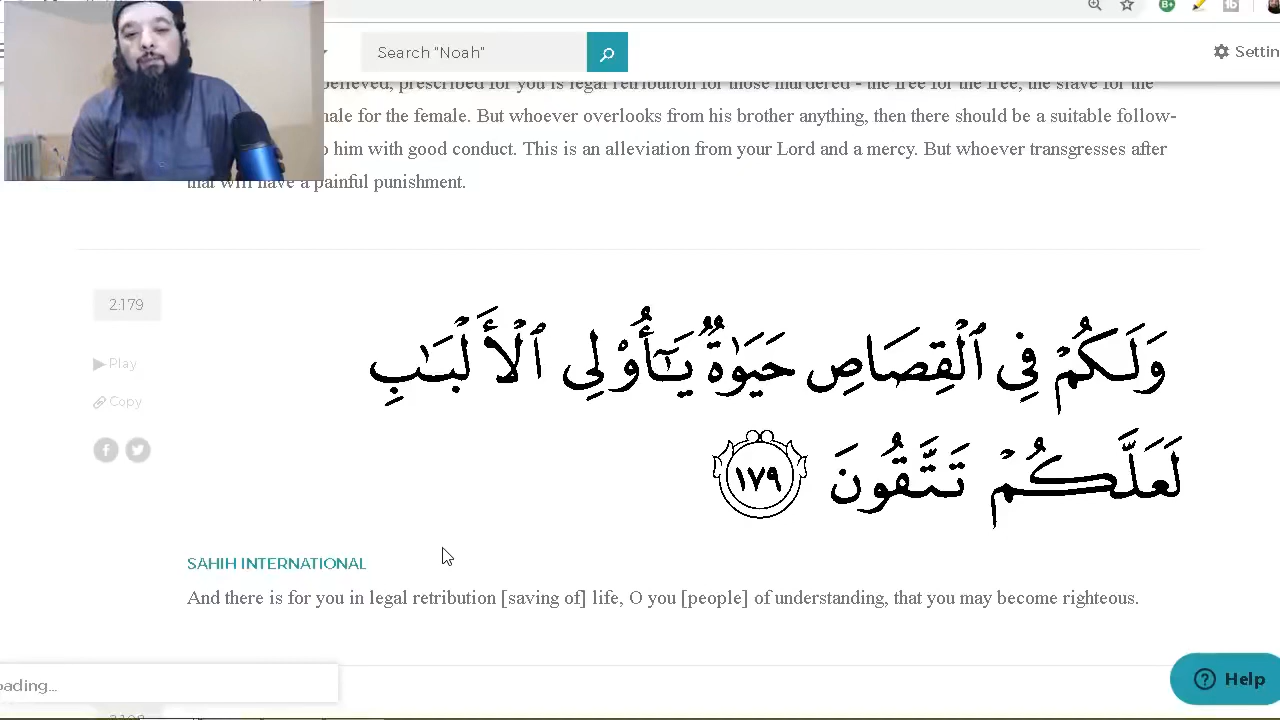 Search "Noah"
Settin
believed, prescribed for you is legal retribution for those murdered - the free for the free, the slave for the
male for the female. But whoever overlooks from his brother anything, then there should be a suitable follow-
o him with good conduct. This is an alleviation from your Lord and a mercy. But whoever transgresses after
that will have a painful punishment.
2:179
Play
Copy
وَلَكُمْ فِى ٱلْقِصَاصِ حَيَوٰةٌ يَـٰٓأُو۟لِى ٱلْأَلْبَـٰبِ
لَعَلَّكُمْ تَتَّقُونَ ١٧٩
SAHIH INTERNATIONAL
And there is for you in legal retribution [saving of] life, O you [people] of understanding, that you may become righteous.
oading...
Help